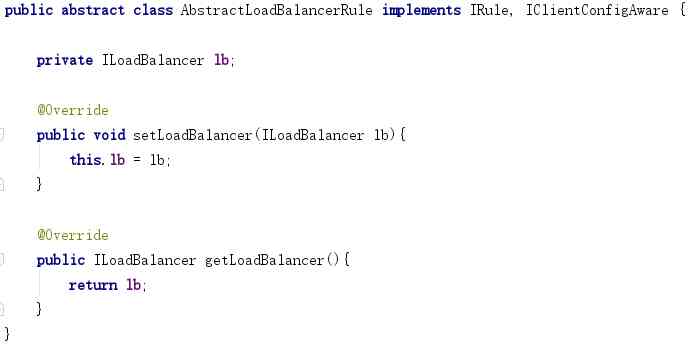 public abstract class AbstractLoadBalancerRule implements IRule, IClientConfigAware {
private ILoadBalancer lb;
@Override
public void setLoadBalancer(ILoadBalancer lb){
this.lb = lb;
}
@Override
public ILoadBalancer getLoadBalancer(){
return lb;
}
}